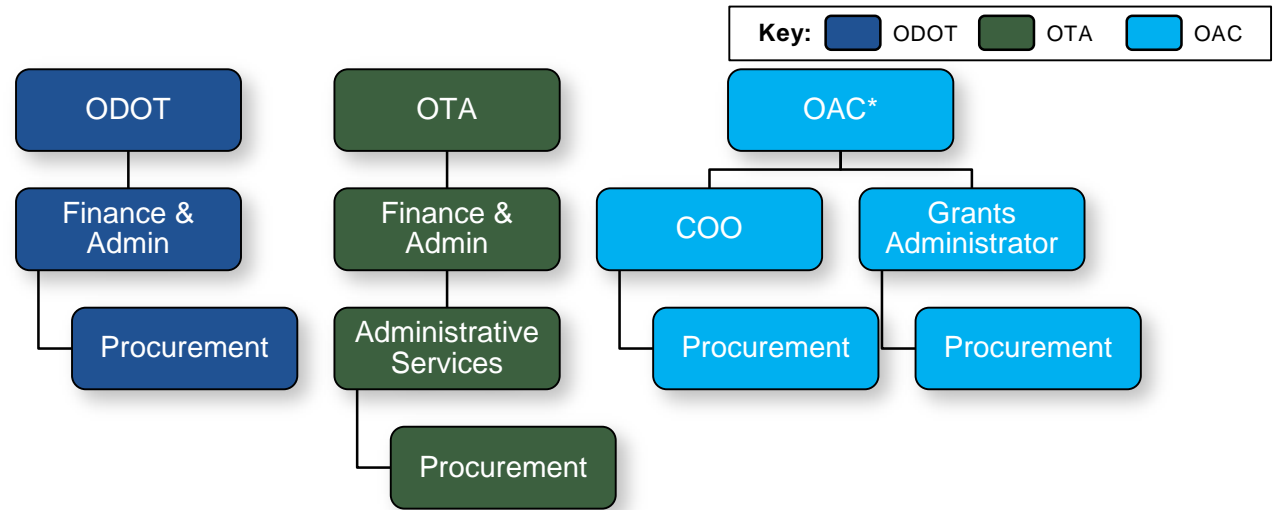 Key: ODOT OTA OAC
ODOT
OTA
OAC*
Finance &
Admin
Finance &
Admin
COO
Grants
Administrator
Procurement
Administrative
Services
Procurement
Procurement
Procurement